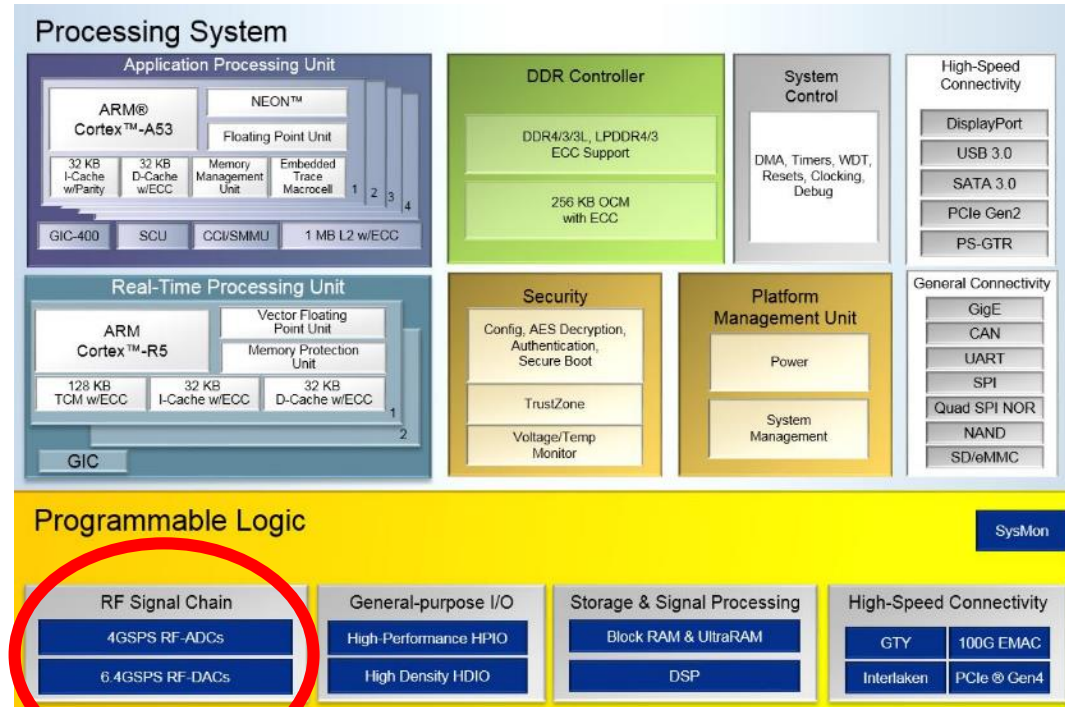 Processing System
Application Processing Unit
ARM®
Cortex™-A53
NEON™
Floating Point Unit
32 KB
I-Cache
w/Parity
32 KB
D-Cache
w/ECC
Memory
Management
Unit
Embedded
Trace
Macrocell
1
2
3
4
GIC-400
SCU
CCI/SMMU
1 MB L2 w/ECC
DDR Controller
DDR4/3/3L, LPDDR4/3
ECC Support
256 KB OCM
with ECC
System
Control
DMA, Timers, WDT,
Resets, Clocking,
Debug
High-Speed
Connectivity
DisplayPort
USB 3.0
SATA 3.0
PCIe Gen2
PS-GTR
Real-Time Processing Unit
ARM
Cortex™-R5
Vector Floating
Point Unit
Memory Protection
Unit
128 KB
TCM w/ECC
32 KB
I-Cache w/ECC
32 KB
D-Cache w/ECC
1
2
GIC
Security
Config, AES Decryption,
Authentication,
Secure Boot
TrustZone
Voltage/Temp
Monitor
Platform
Management Unit
Power
System
Management
General Connectivity
GigE
CAN
UART
SPI
Quad SPI NOR
NAND
SD/eMMC
Programmable Logic
SysMon
RF Signal Chain
4GSPS RF-ADCs
6.4GSPS RF-DACs
General-purpose I/O
High-Performance HPIO
High Density HDIO
Storage & Signal Processing
Block RAM & UltraRAM
DSP
High-Speed Connectivity
GTY
100G EMAC
Interlaken
PCIe ® Gen4